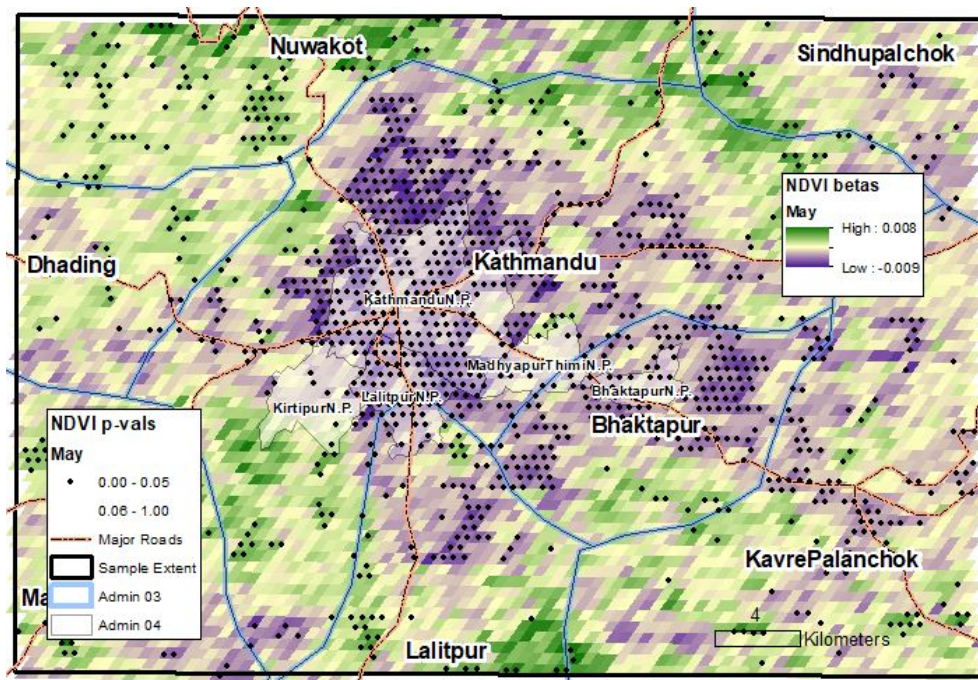 Nuwakot
Sindhupalchok
NDVI betas
May
High : 0.008
Low : -0.009
Dhading
Kathmandu
KathmanduN.P.
MadhyapurThimiN.P.
BhaktapurN.P.
LalitpurN.P.
KirtipurN.P.
Bhaktapur
NDVI p-vals
May
0.00 - 0.05
0.06 - 1.00
Major Roads
Sample Extent
Admin 03
Admin 04
KavrePalanchok
Ma
4
Kilometers
Lalitpur